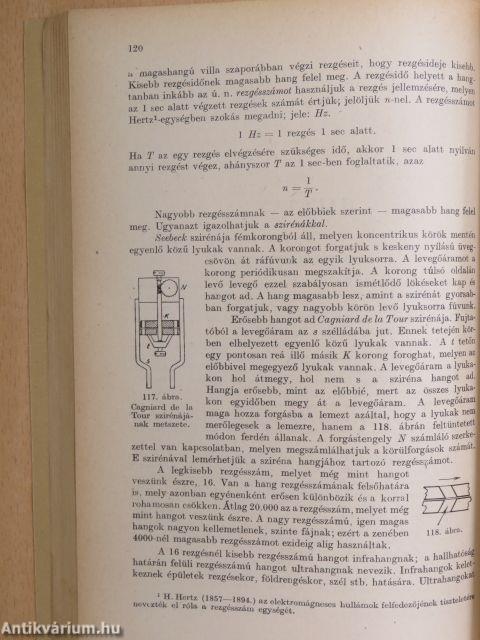 120
a magashangú villa szaporábban végzi rezgéseit, hogy rezgésideje kisebb.
Kisebb rezgésidőnek magasabb hang felel meg. A rezgésidő helyett a hang-
tanban inkább az ú. n. rezgésszámot használjuk a rezgés jellemzésére, melyen
az 1 sec alatt végzett rezgések számát értjük; jelöljük n-nel. A rezgésszámot
Hertz¹-egységben szokás megadni; jele: Hz.
1 Hz = 1 rezgés 1 sec alatt.
Ha T az egy rezgés elvégzésére szükséges idő, akkor 1 sec alatt nyilván
annyi rezgést végez, ahányszor T az 1 sec-ben foglaltatik, azaz
n = 1/T.
Nagyobb rezgésszámnak — az előbbiek szerint — magasabb hang felel
meg. Ugyanazt igazolhatjuk a szirénákkal.
Seebeck szirénája fémkorongból áll, melyen koncentrikus körök mentén
egyenlő közű lyukak vannak. A korongot forgatjuk s keskeny nyílású üveg-
csövön át ráfúvunk az egyik lyuksorra. A levegőáramot a
korong periódikusan megszakítja. A korong túlsó oldalán
levő levegő ezzel szabályosan ismétlődő lökéseket kap és
hangot ad. A hang magasabb lesz, amint a szirénát gyorsab-
ban forgatjuk, vagy nagyobb körön levő lyuksorra fúvunk.
Erősebb hangot ad Cagniard de la Tour szirénája. Fujta-
tóból a levegőáram az s szélládába jut. Ennek tetején kör-
ben elhelyezett egyenlő közű lyukak vannak. A t tetőn
egy pontosan reá illő másik K korong foroghat, melyen az
előbbivel megegyező lyukak vannak. A levegőáram a lyuka-
kon hol átmegy, hol nem s a sziréna hangot ad.
Hangja erősebb, mint az előbbié, mert az összes lyuka-
kon egyidőben megy át a levegőáram. A levegőáram
maga hozza forgásba a lemezt azáltal, hogy a lyukak nem
merőlegesek a lemezre, hanem a 118. ábrán feltüntetett
módon ferdén állanak. A forgástengely N számláló szerke-
zettel van kapcsolatban, melyen megszámlálhatjuk a körülforgások számát.
E szirénával lemérhetjük a sziréna hangjához tartozó rezgésszámot.
N
K
t
s
117. ábra.
Cagniard de la
Tour szirénájá-
nak metszete.
A legkisebb rezgésszám, melyet még mint hangot
veszünk észre, 16. Van a hang rezgésszámának felsőhatára
is, mely azonban egyénenként erősen különbözik és a korral
rohamosan csökken. Átlag 20.000 az a rezgésszám, melyet még
mint hangot veszünk észre. A nagy rezgésszámú, igen magas
hangok nagyon kellemetlenek, szinte fájnak; ezért a zenében
4000-nél magasabb rezgésszámot ezideig alig használtak.
118. ábra.
A 16 rezgésnél kisebb rezgésszámú hangot infrahangnak; a hallhatóság
határán felüli rezgésszámú hangot ultrahangnak nevezik. Infrahangok kelet-
keznek épületek rezgésekor, földrengéskor, szél stb. hatására. Ultrahangokat
¹ H. Hertz (1857—1894.) az elektromágneses hullámok felfedezőjének tiszteletére
nevezték el róla a rezgésszám egységét.
Antikvárium.hu